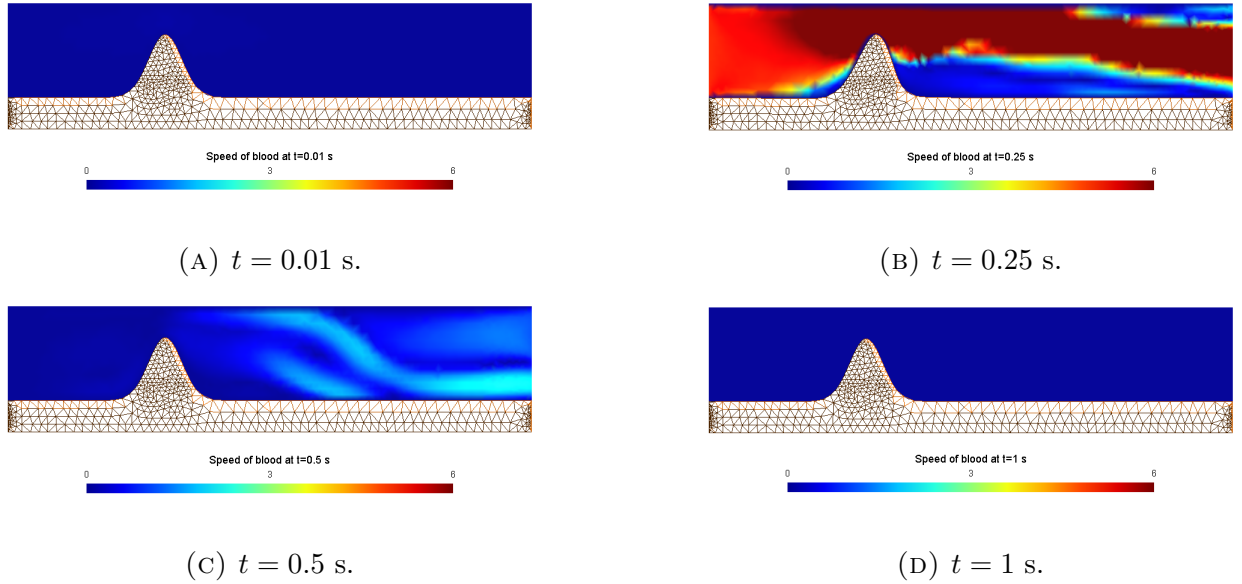 Speed of blood at t=0.01 s
0 3 6
(A) t = 0.01 s.
Speed of blood at t=0.25 s
0 3 6
(B) t = 0.25 s.
Speed of blood at t=0.5 s
0 3 6
(C) t = 0.5 s.
Speed of blood at t=1 s
0 3 6
(D) t = 1 s.